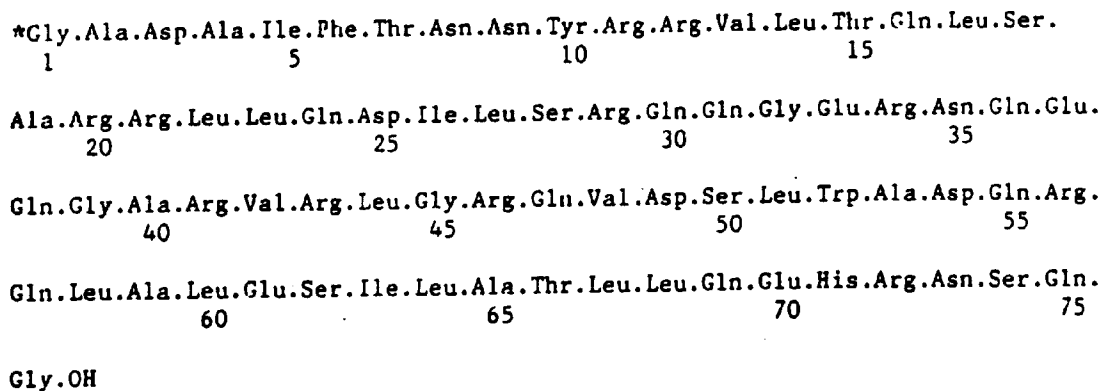 *Gly.Ala.Asp.Ala.Ile.Phe.Thr.Asn.Asn.Tyr.Arg.Arg.Val.Leu.Thr.Gln.Leu.Ser.
1 5 10 15
Ala.Arg.Arg.Leu.Leu.Gln.Asp.Ile.Leu.Ser.Arg.Gln.Gln.Gly.Glu.Arg.Asn.Gln.Glu.
20 25 30 35
Gln.Gly.Ala.Arg.Val.Arg.Leu.Gly.Arg.Gln.Val.Asp.Ser.Leu.Trp.Ala.Asp.Gln.Arg.
40 45 50 55
Gln.Leu.Ala.Leu.Glu.Ser.Ile.Leu.Ala.Thr.Leu.Leu.Gln.Glu.His.Arg.Asn.Ser.Gln.
60 65 70 75
Gly.OH